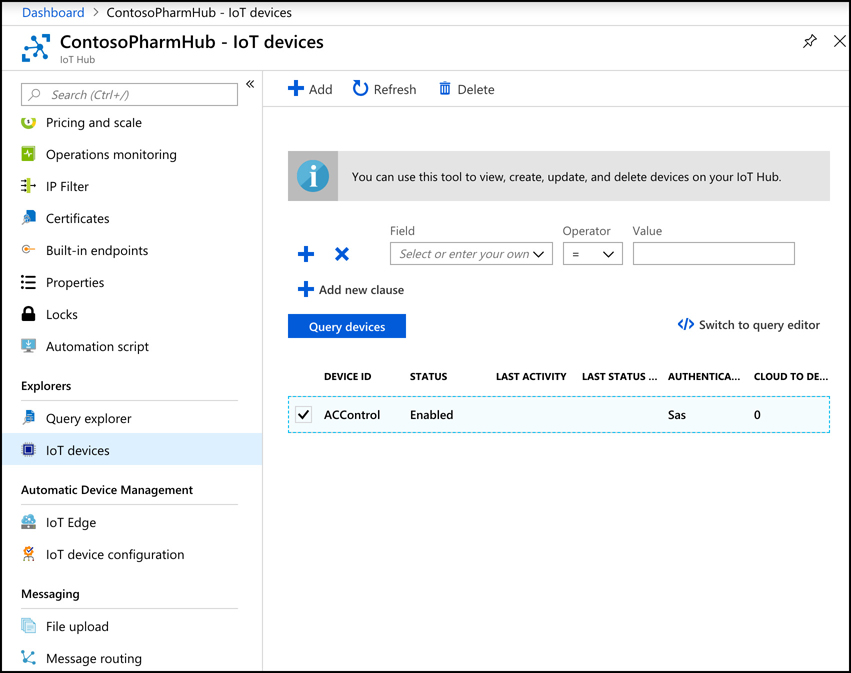 Dashboard > ContosoPharmHub - IoT devices
ContosoPharmHub - IoT devices
IoT Hub
Search (Ctrl+/)
«
Pricing and scale
Operations monitoring
IP Filter
Certificates
Built-in endpoints
Properties
Locks
Automation script
Explorers
Query explorer
IoT devices
Automatic Device Management
IoT Edge
IoT device configuration
Messaging
File upload
Message routing
Add Refresh Delete
You can use this tool to view, create, update, and delete devices on your IoT Hub.
Field Operator Value
Select or enter your own =
Add new clause
Query devices </> Switch to query editor
DEVICE ID STATUS LAST ACTIVITY LAST STATUS ... AUTHENTICA... CLOUD TO DE...
ACControl Enabled Sas 0